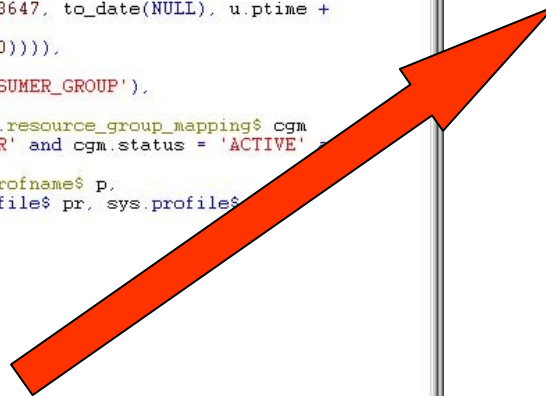 3647, to_date(NULL), u.ptime +
0)))),
SUMER_GROUP'),
.resource_group_mapping$ cgm
R' and cgm.status = 'ACTIVE'
rofname$ p,
file$ pr, sys.profile$